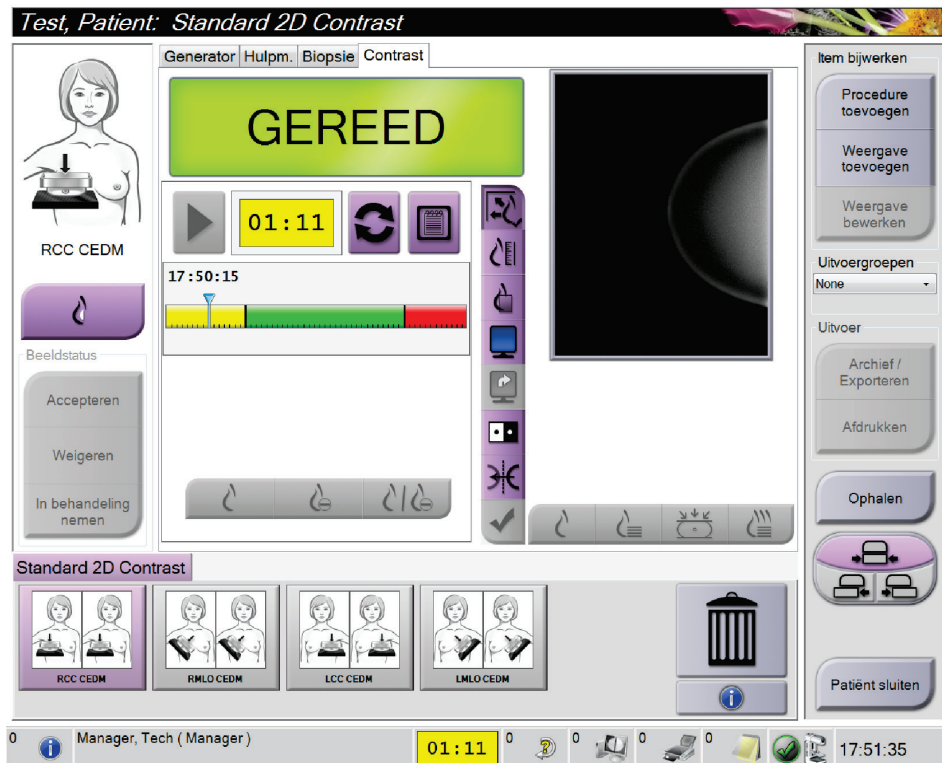 Test, Patient: Standard 2D Contrast
Generator Hulpm. Biopsie Contrast
GEREED
01:11
17:50:15
RCC CEDM
Beeldstatus
Accepteren
Weigeren
In behandeling
nemen
Item bijwerken
Procedure
toevoegen
Weergave
toevoegen
Weergave
bewerken
Uitvoergroepen
None
Uitvoer
Archief /
Exporteren
Afdrukken
Ophalen
Patiënt sluiten
Standard 2D Contrast
RCC CEDM
RMLO CEDM
LCC CEDM
LMLO CEDM
0 Manager, Tech ( Manager ) 01:11 0 0 0 0 17:51:35